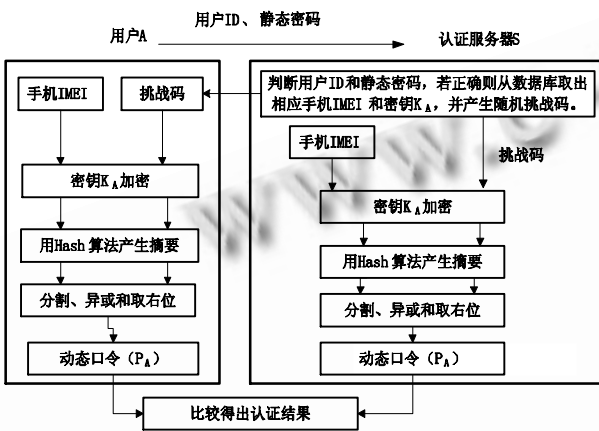 用户ID、静态密码
用户A
认证服务器S
手机IMEI
挑战码
判断用户ID和静态密码，若正确则从数据库取出
相应手机IMEI 和密钥KA，并产生随机挑战码。
手机IMEI
挑战码
密钥KA加密
密钥KA加密
用Hash 算法产生摘要
用Hash 算法产生摘要
分割、异或和取右位
分割、异或和取右位
动态口令（PA）
动态口令（PA）
比较得出认证结果